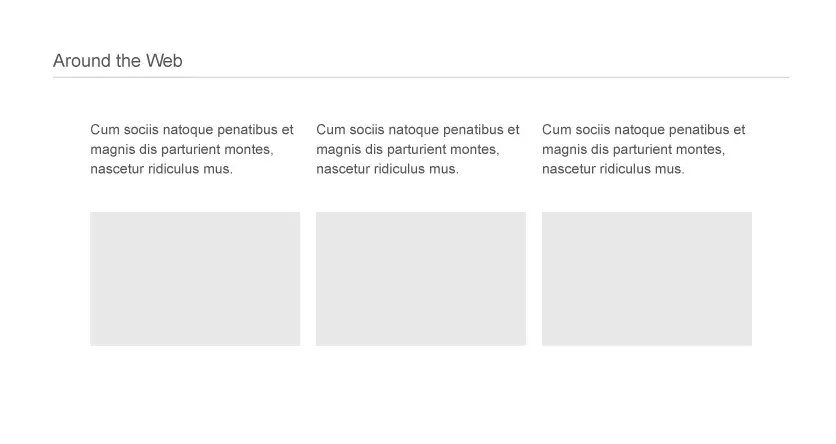 Around the Web
Cum sociis natoque penatibus et
magnis dis parturient montes,
nascetur ridiculus mus.
Cum sociis natoque penatibus et
magnis dis parturient montes,
nascetur ridiculus mus.
Cum sociis natoque penatibus et
magnis dis parturient montes,
nascetur ridiculus mus.